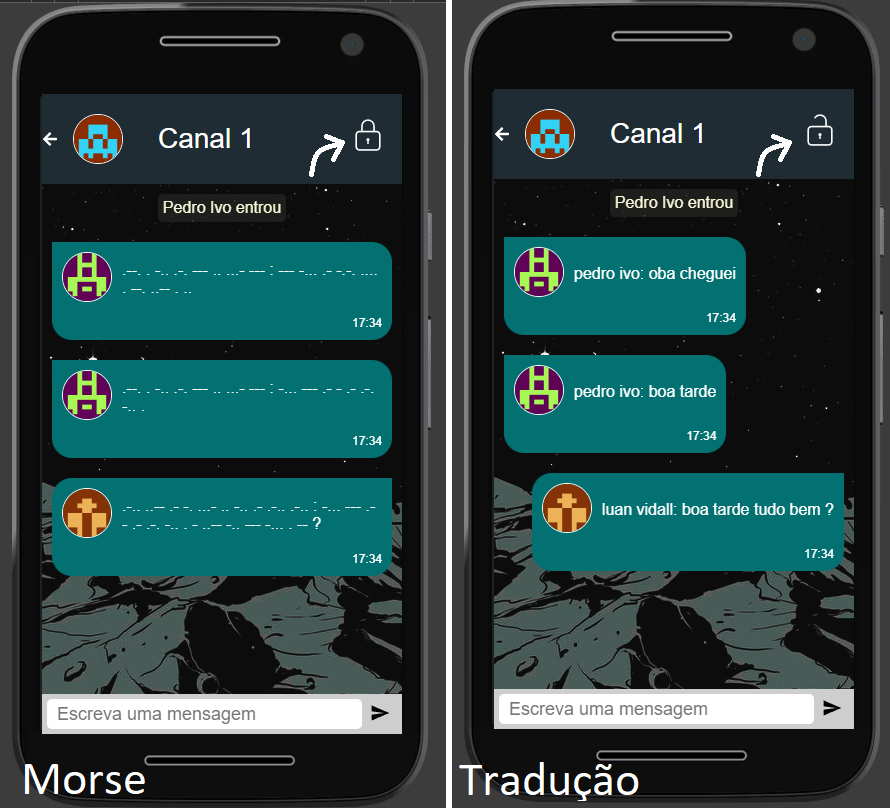 Canal 1
Pedro Ivo entrou
.--. . -.. .-. --- .. ...- --- : --- -... .- -.-. ....
. --. ..-- . ..
17:34
.--. . -.. .-. --- .. ...- --- : -... --- .- - .- .-.
-.. .
17:34
? 
17:34
Escreva uma mensagem
Morse
Canal 1
Pedro Ivo entrou
pedro ivo: oba cheguei
17:34
pedro ivo: boa tarde
17:34
luan vidall: boa tarde tudo bem ?
17:34
Escreva uma mensagem
Tradução